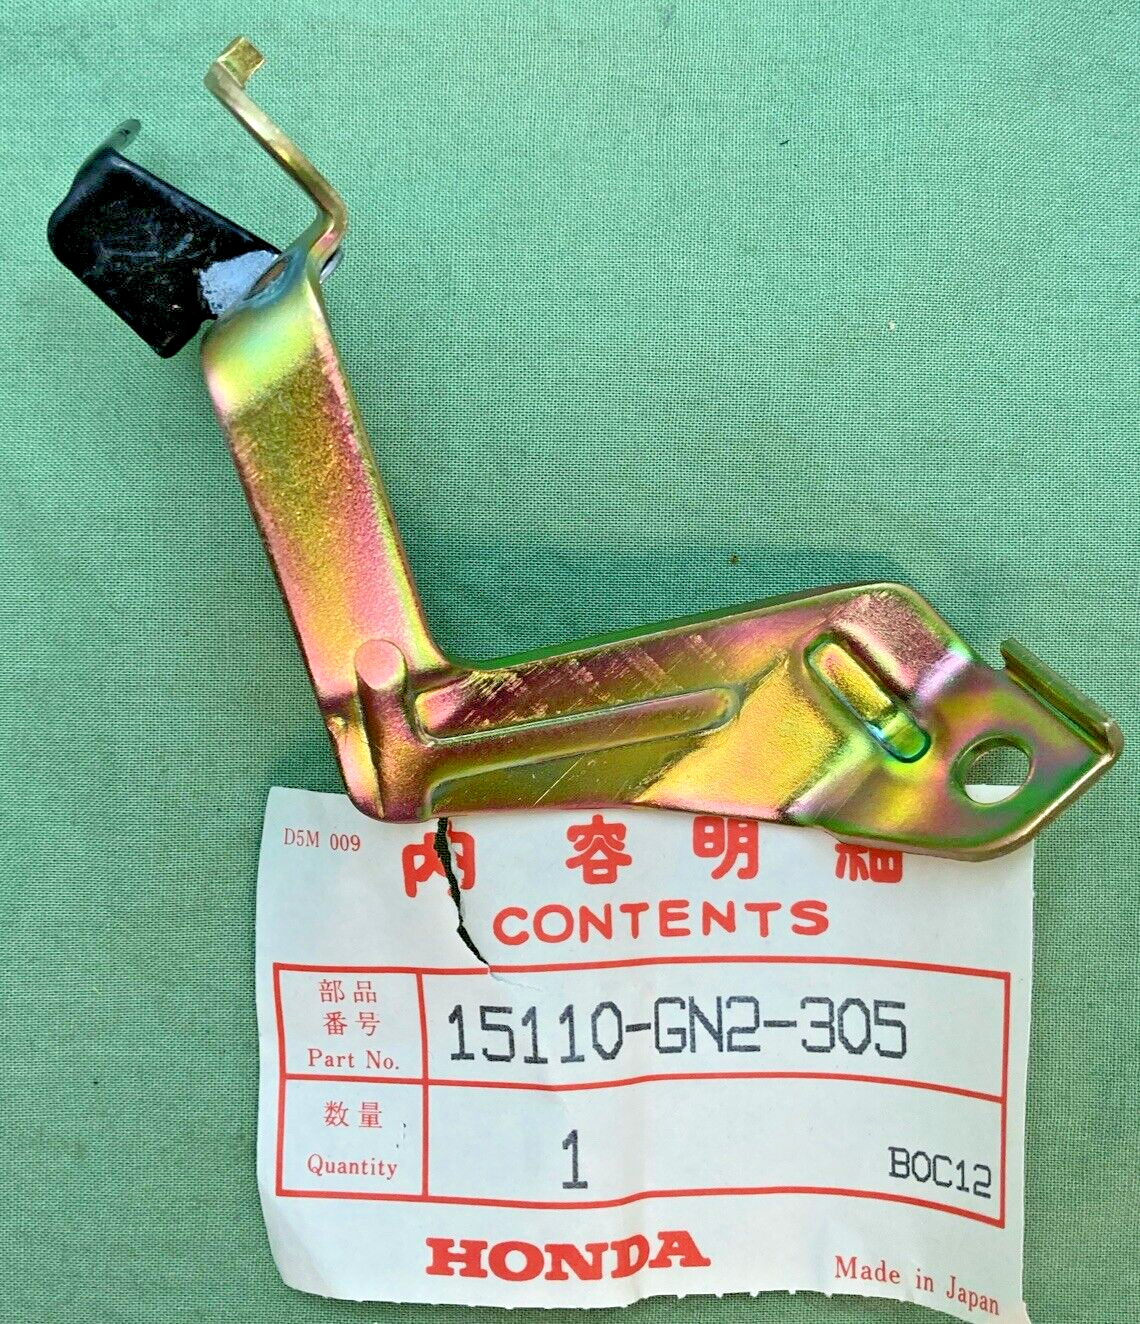 D5M 009
内容明細
CONTENTS
部品
番号
Part No.
15110-GN2-305
数量
Quantity
1
B0C12
HONDA
Made in Japan